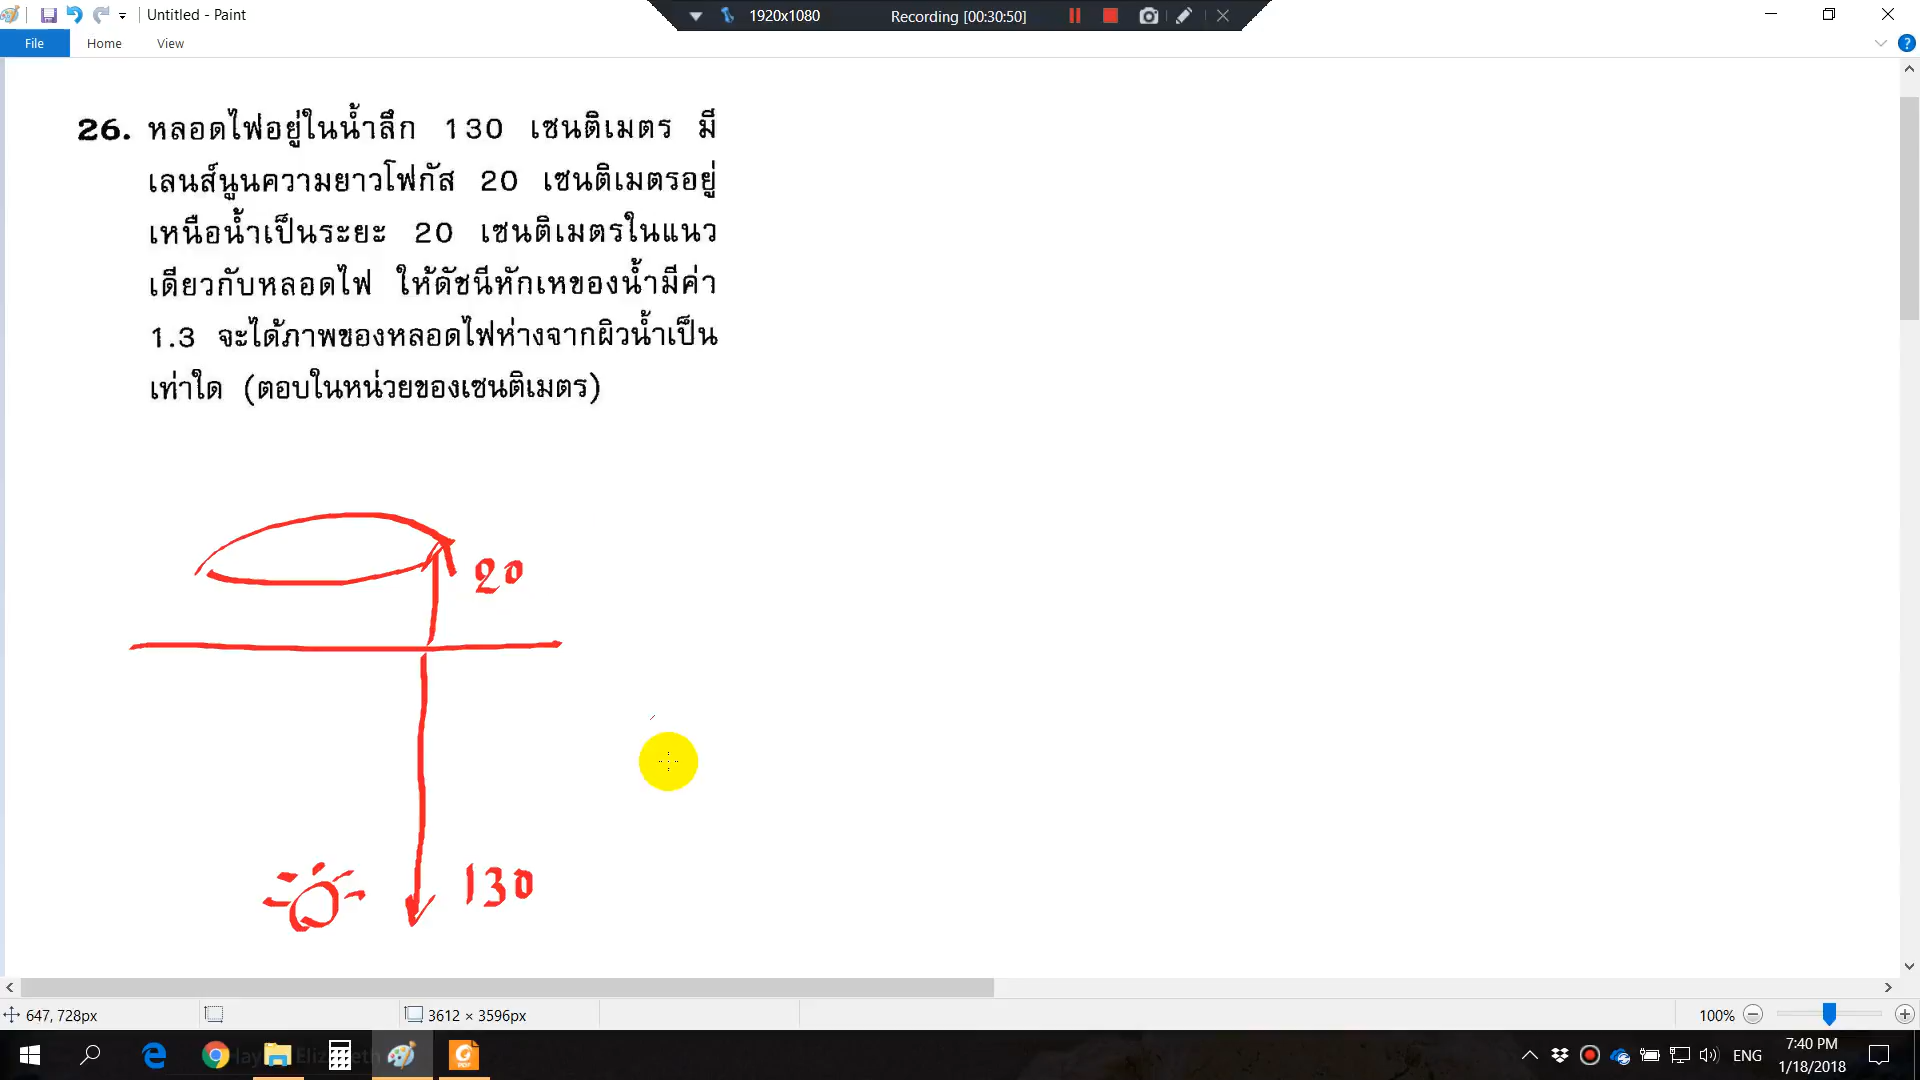 Untitled - Paint
1920x1080
Recording [00:30:50]
File
Home
View
26. หลอดไฟอยู่ในน้ำลึก 130 เซนติเมตร มี
เลนส์นูนความยาวโฟกัส 20 เซนติเมตรอยู่
เหนือน้ำเป็นระยะ 20 เซนติเมตรในแนว
เดียวกับหลอดไฟ ให้ดัชนีหักเหของน้ำมีค่า
1.3 จะได้ภาพของหลอดไฟห่างจากผิวน้ำเป็น
เท่าใด (ตอบในหน่วยของเซนติเมตร)
20
130
647, 728px
3612 × 3596px
100%
ENG
7:40 PM
1/18/2018